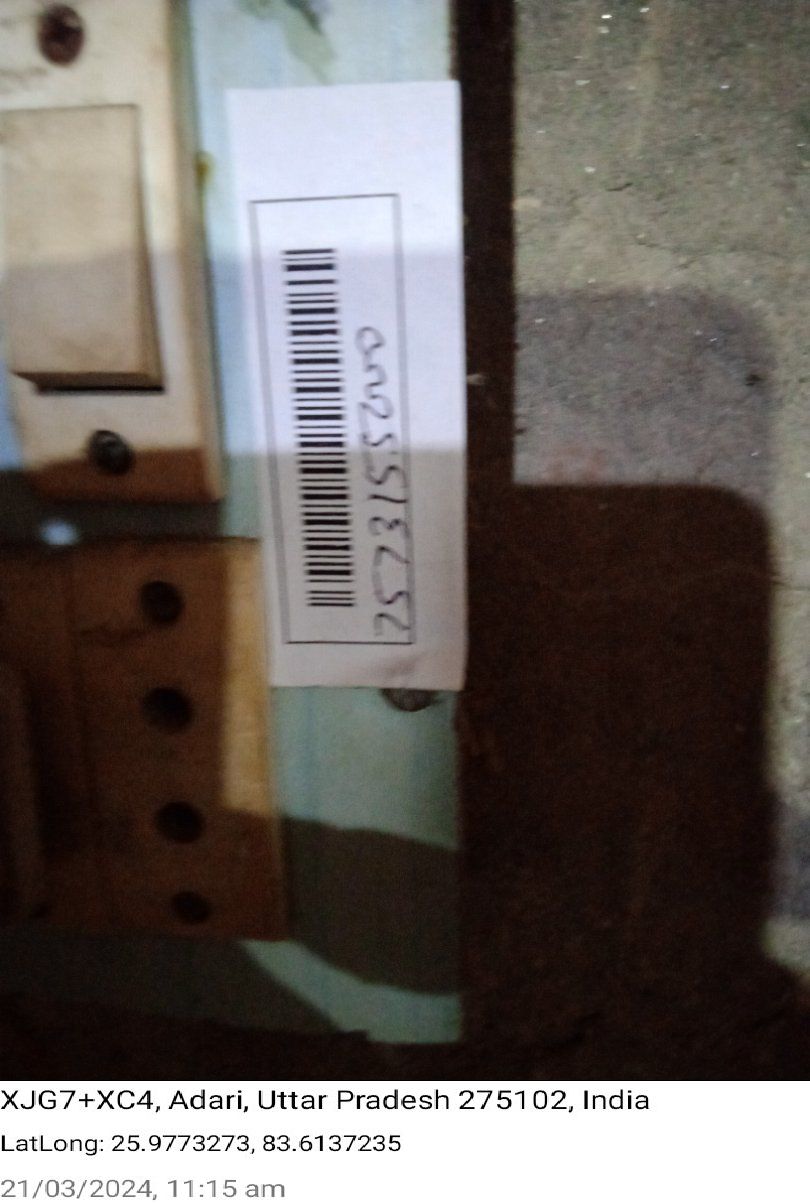 XJG7+XC4, Adari, Uttar Pradesh 275102, India
LatLong: 25.9773273, 83.6137235
21/03/2024, 11:15 am